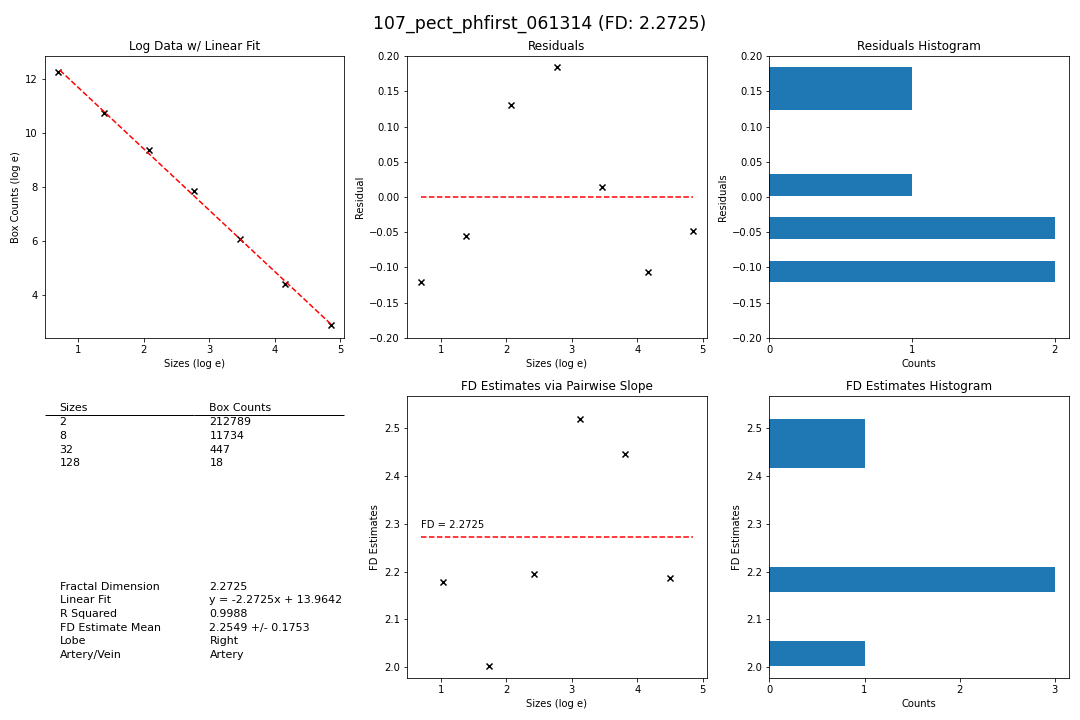 107_pect_phfirst_061314 (FD: 2.2725)
Log Data w/ Linear Fit
Box Counts (log e)
12
10
8
6
4
1 2 3 4 5
Sizes (log e)
Residuals
Residual
0.20
0.15
0.10
0.05
0.00
−0.05
−0.10
−0.15
−0.20
1 2 3 4 5
Sizes (log e)
Residuals Histogram
Residuals
0.20
0.15
0.10
0.05
0.00
−0.05
−0.10
−0.15
−0.20
0 1 2
Counts
Sizes Box Counts
2 212789
8 11734
32 447
128 18
Fractal Dimension 2.2725
Linear Fit y = -2.2725x + 13.9642
R Squared 0.9988
FD Estimate Mean 2.2549 +/- 0.1753
Lobe Right
Artery/Vein Artery
FD Estimates via Pairwise Slope
FD Estimates
2.5
2.4
2.3
2.2
2.1
2.0
FD = 2.2725
1 2 3 4 5
Sizes (log e)
FD Estimates Histogram
FD Estimates
2.5
2.4
2.3
2.2
2.1
2.0
0 1 2 3
Counts